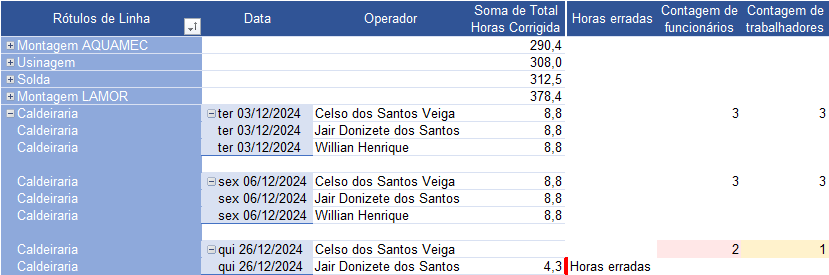 Rótulos de Linha Data Operador Soma de Total Horas Corrigida Horas erradas Contagem de funcionários Contagem de trabalhadores
Montagem AQUAMEC 290,4
Usinagem 308,0
Solda 312,5
Montagem LAMOR 378,4
Caldeiraria ter 03/12/2024 Celso dos Santos Veiga 8,8 3 3
Caldeiraria ter 03/12/2024 Jair Donizete dos Santos 8,8
Caldeiraria ter 03/12/2024 Willian Henrique 8,8
Caldeiraria sex 06/12/2024 Celso dos Santos Veiga 8,8 3 3
Caldeiraria sex 06/12/2024 Jair Donizete dos Santos 8,8
Caldeiraria sex 06/12/2024 Willian Henrique 8,8
Caldeiraria qui 26/12/2024 Celso dos Santos Veiga 2 1
Caldeiraria qui 26/12/2024 Jair Donizete dos Santos 4,3 Horas erradas